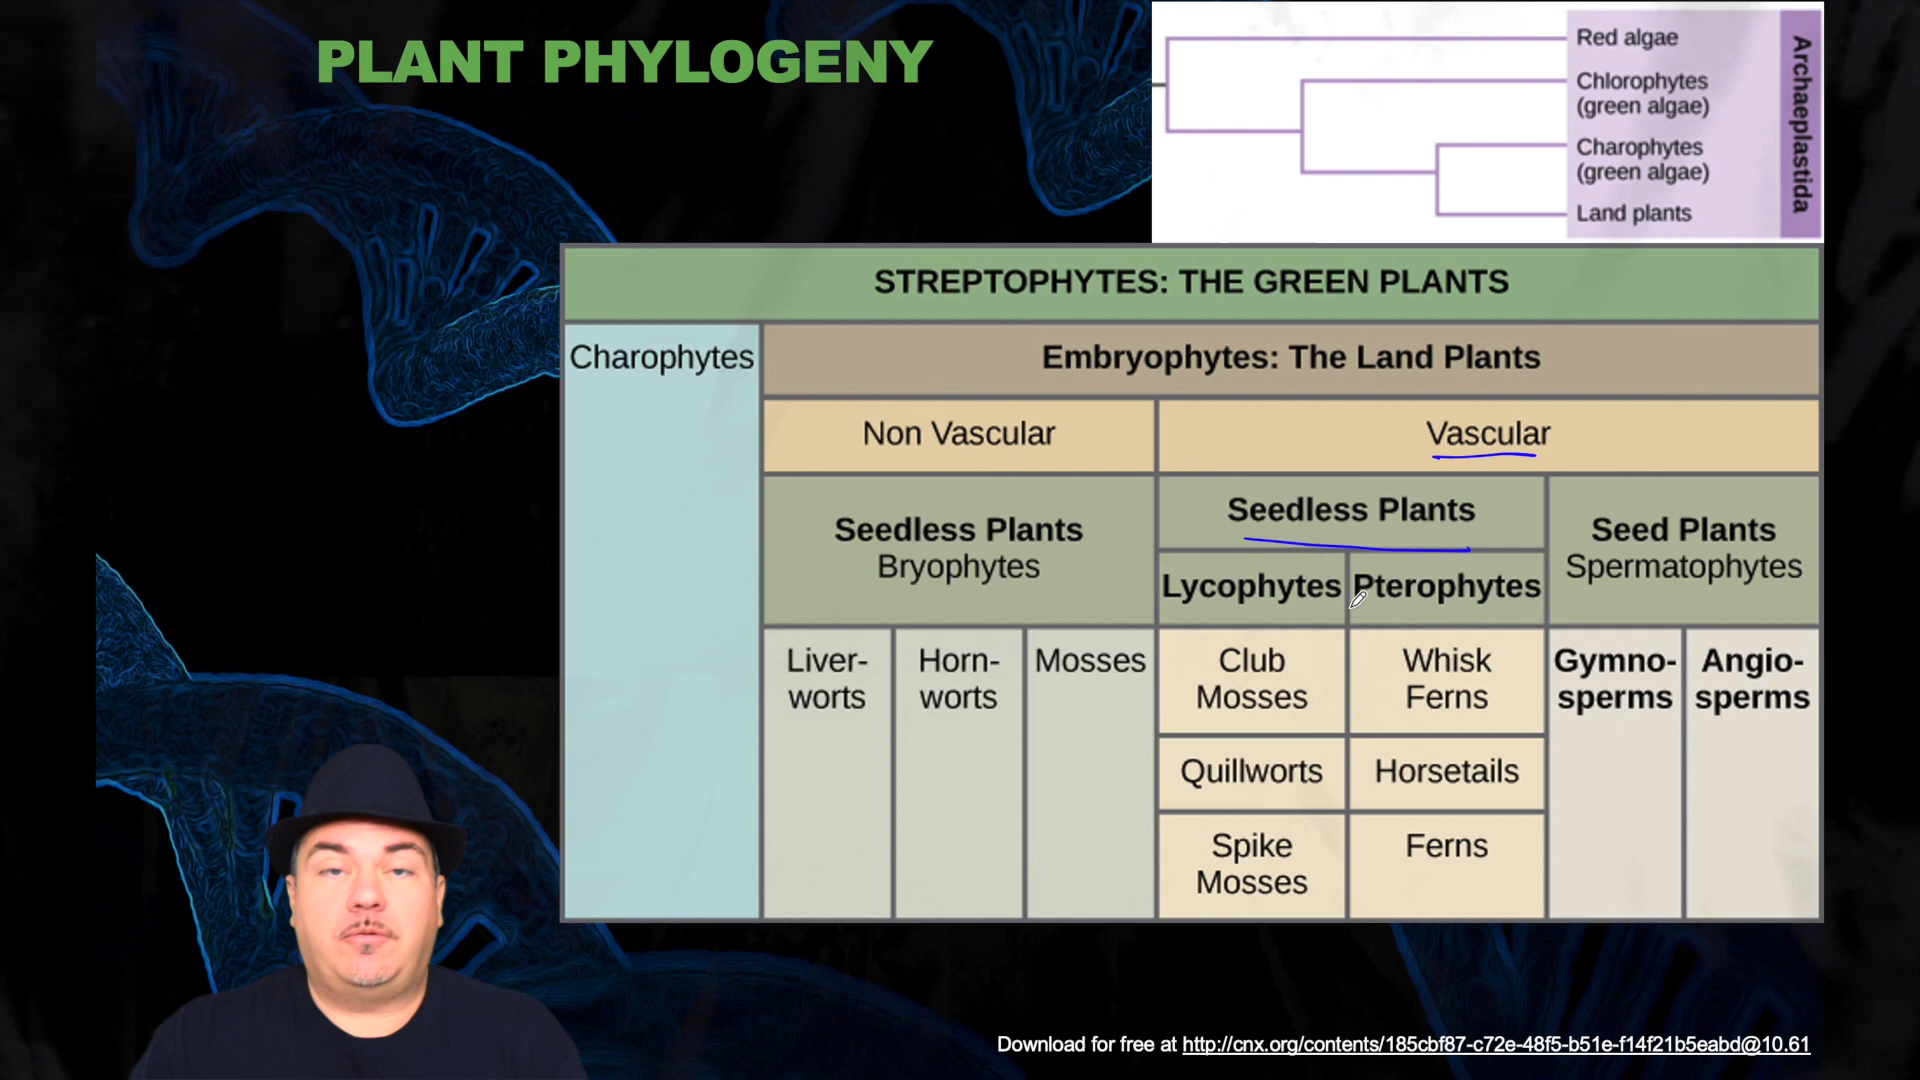 PLANT PHYLOGENY
Red algae
Chlorophytes
(green algae)
Charophytes
(green algae)
Land plants
Archaeplastida
STREPTOPHYTES: THE GREEN PLANTS
Charophytes
Embryophytes: The Land Plants
Non Vascular
Vascular
Seedless Plants
Bryophytes
Seedless Plants
Lycophytes
Pterophytes
Seed Plants
Spermatophytes
Liver-
worts
Horn-
worts
Mosses
Club
Mosses
Whisk
Ferns
Gymno-
sperms
Angio-
sperms
Quillworts
Horsetails
Spike
Mosses
Ferns
Download for free at http://cnx.org/contents/185cbf87-c72e-48f5-b51e-f14f21b5eabd@10.61